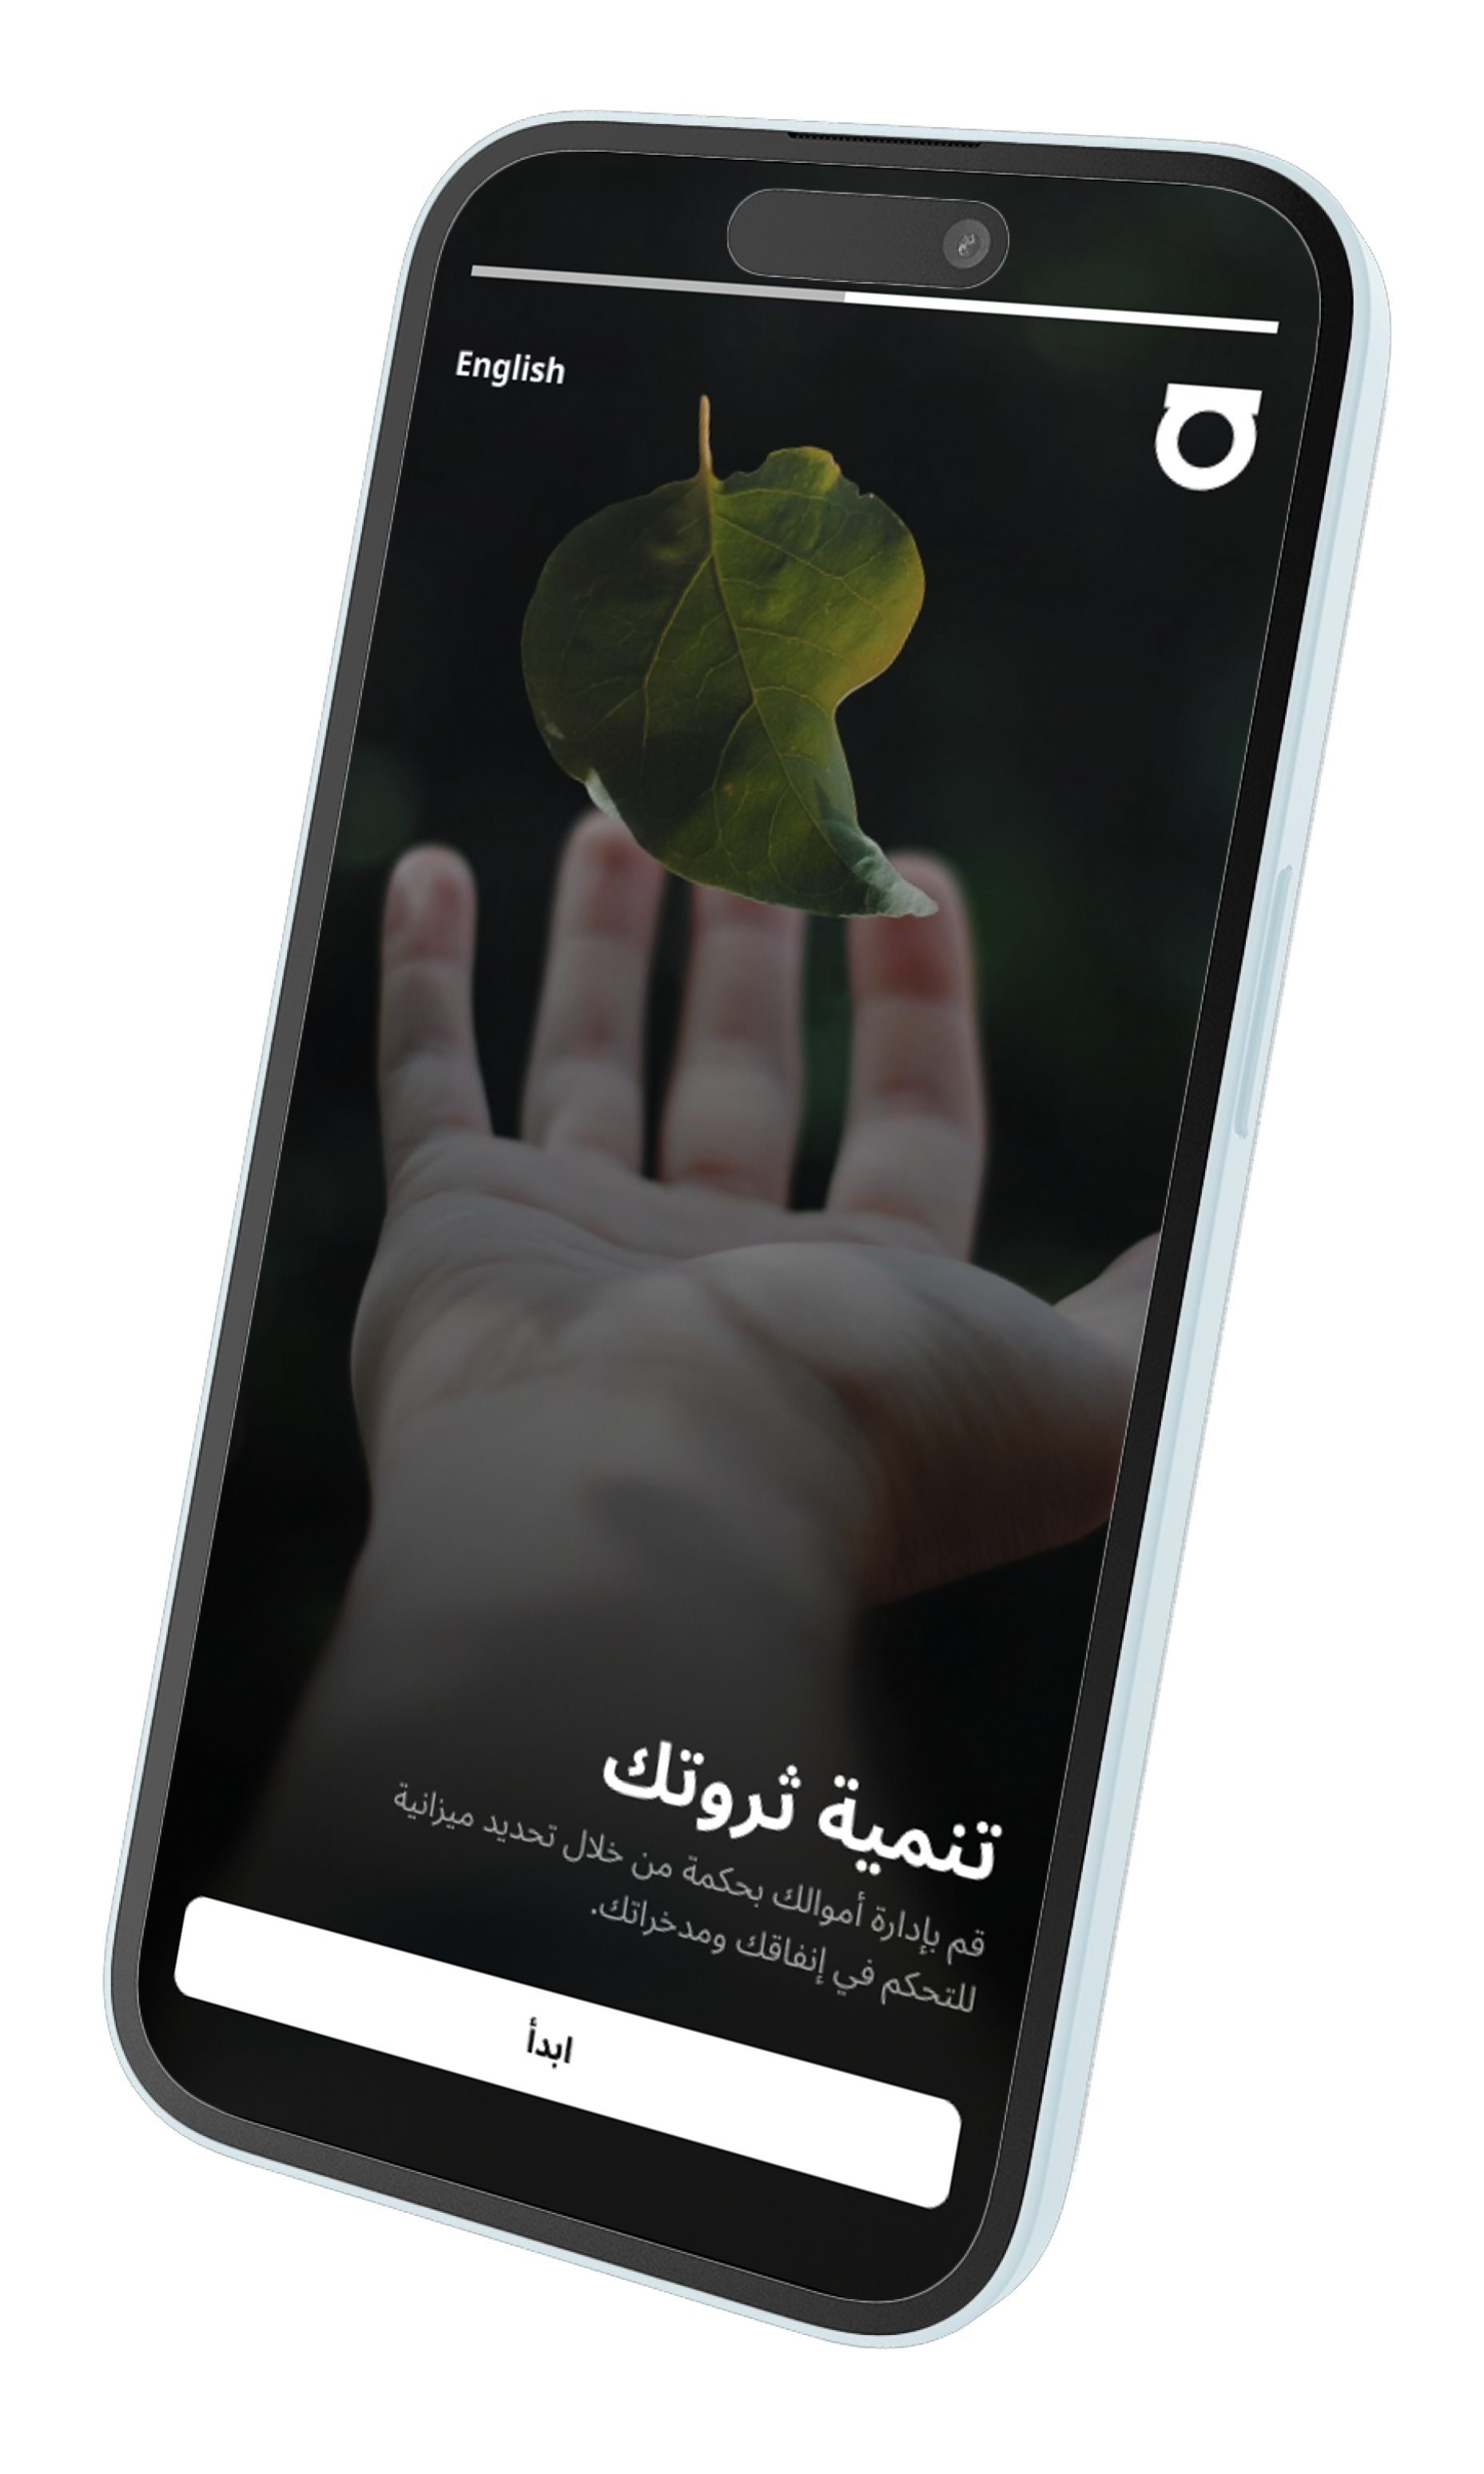 English
تنمية ثروتك
قم بإدارة أموالك بحكمة من خلال تحديد ميزانية
للتحكم في إنفاقك ومدخراتك.
ابدأ